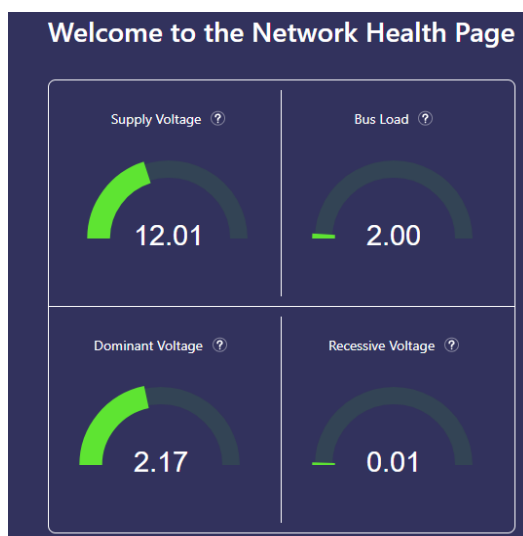 Welcome to the Network Health Page
Supply Voltage ?
Bus Load ?
12.01
2.00
Dominant Voltage ?
Recessive Voltage ?
2.17
0.01